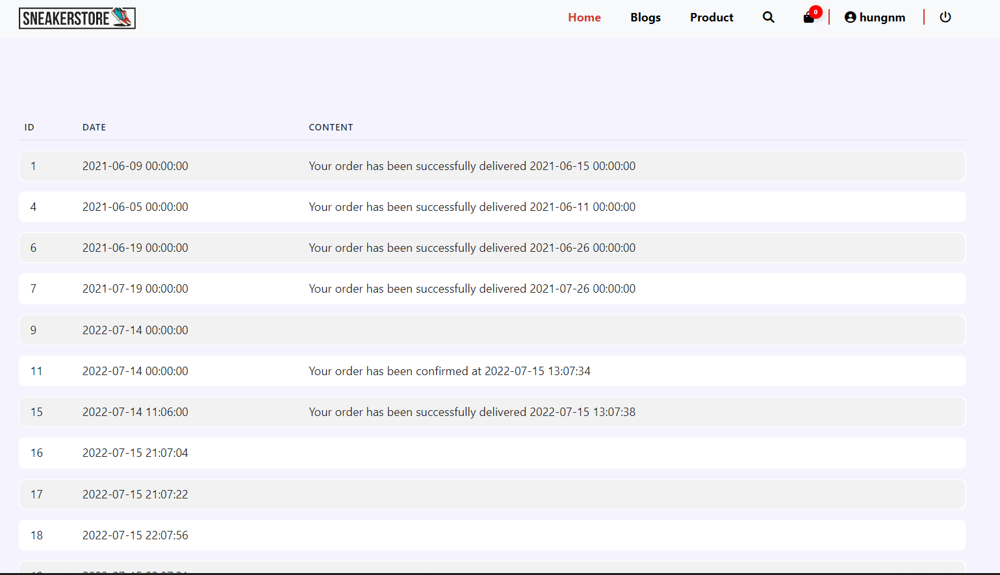 SNEAKERSTORE Home Blogs Product 0 hungnm
ID DATE CONTENT
1 2021-06-09 00:00:00 Your order has been successfully delivered 2021-06-15 00:00:00
4 2021-06-05 00:00:00 Your order has been successfully delivered 2021-06-11 00:00:00
6 2021-06-19 00:00:00 Your order has been successfully delivered 2021-06-26 00:00:00
7 2021-07-19 00:00:00 Your order has been successfully delivered 2021-07-26 00:00:00
9 2022-07-14 00:00:00
11 2022-07-14 00:00:00 Your order has been confirmed at 2022-07-15 13:07:34
15 2022-07-14 11:06:00 Your order has been successfully delivered 2022-07-15 13:07:38
16 2022-07-15 21:07:04
17 2022-07-15 21:07:22
18 2022-07-15 22:07:56